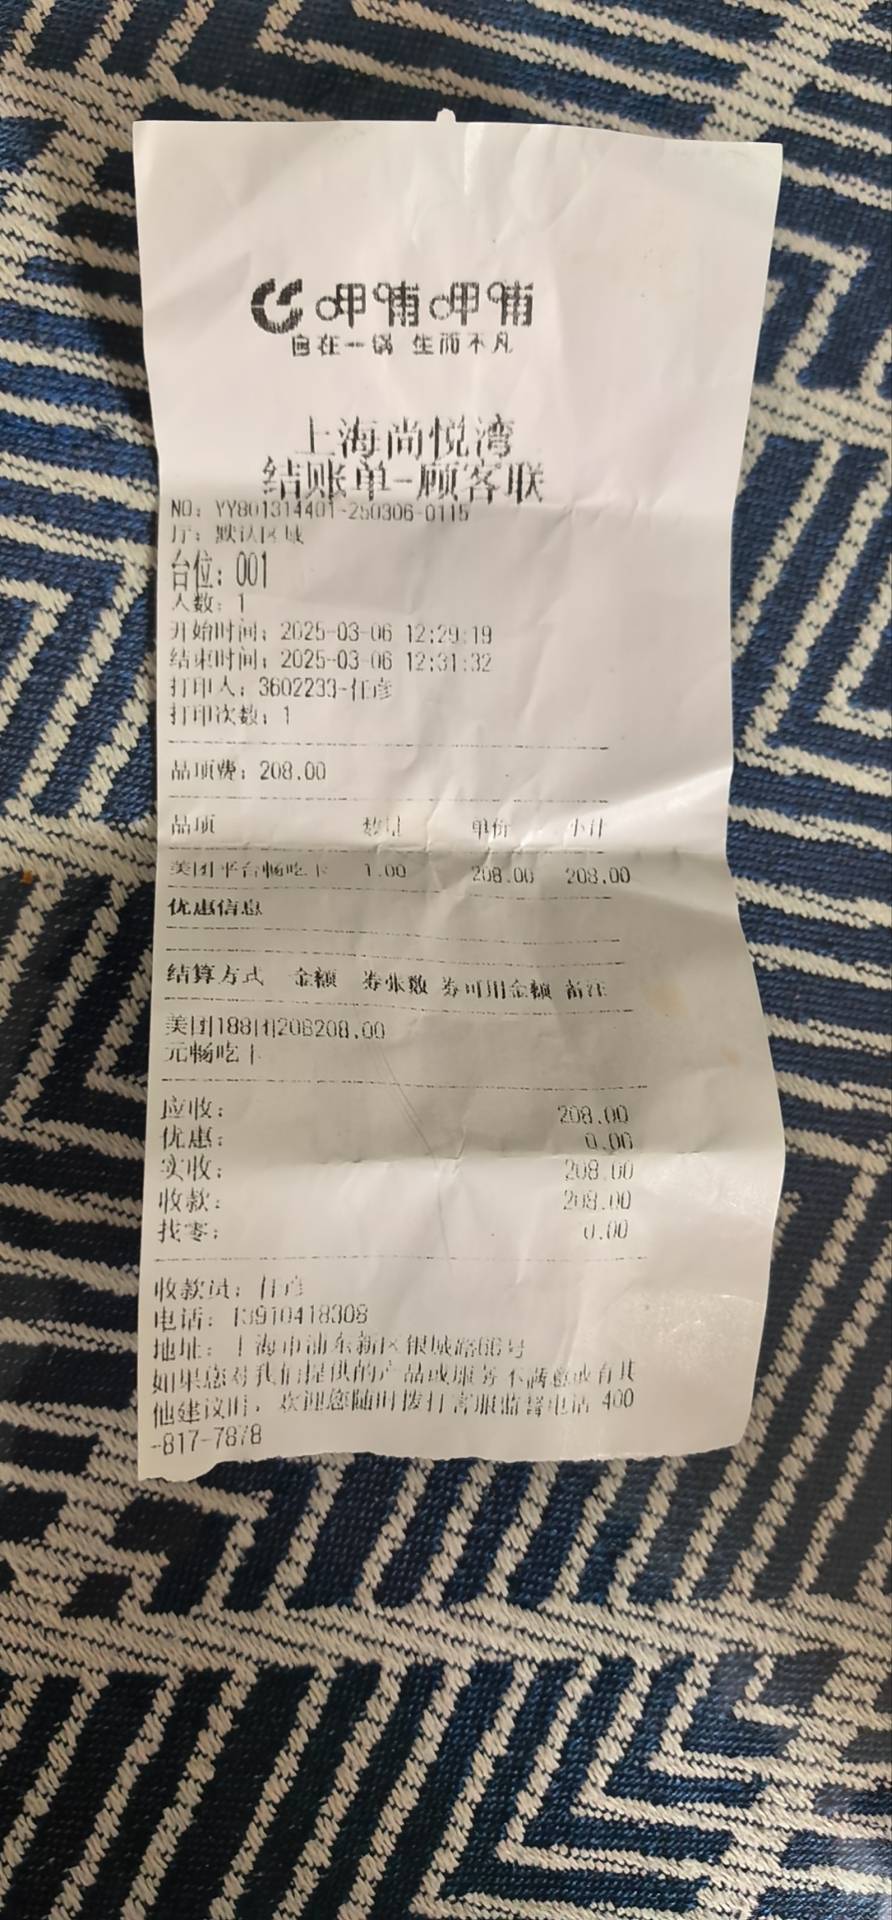 呷哺呷哺
自在一锅 生而不凡
上海尚悦湾
结账单-顾客联
NO: YY801314401-250306-0115
厅: 默认区域
台位: 001
人数: 1
开始时间: 2025-03-06 12:29:19
结束时间: 2025-03-06 12:31:32
打印人: 3602233-任彦
打印次数: 1
品项费: 208.00
品项 数量 单价 小计
美团平台畅吃卡 1.00 208.00 208.00
优惠信息
结算方式 金额 券张数 券可用金额 备注
美团188抵208208.00
元畅吃卡
应收: 208.00
优惠: 0.00
实收: 208.00
收款: 208.00
找零: 0.00
收款员: 任彦
电话: 13910418308
地址: 上海市浦东新区银城路66号
如果您对我们提供的产品或服务不满意或有其
他建议时, 欢迎您随时拨打客服监督电话 400
-817-7878